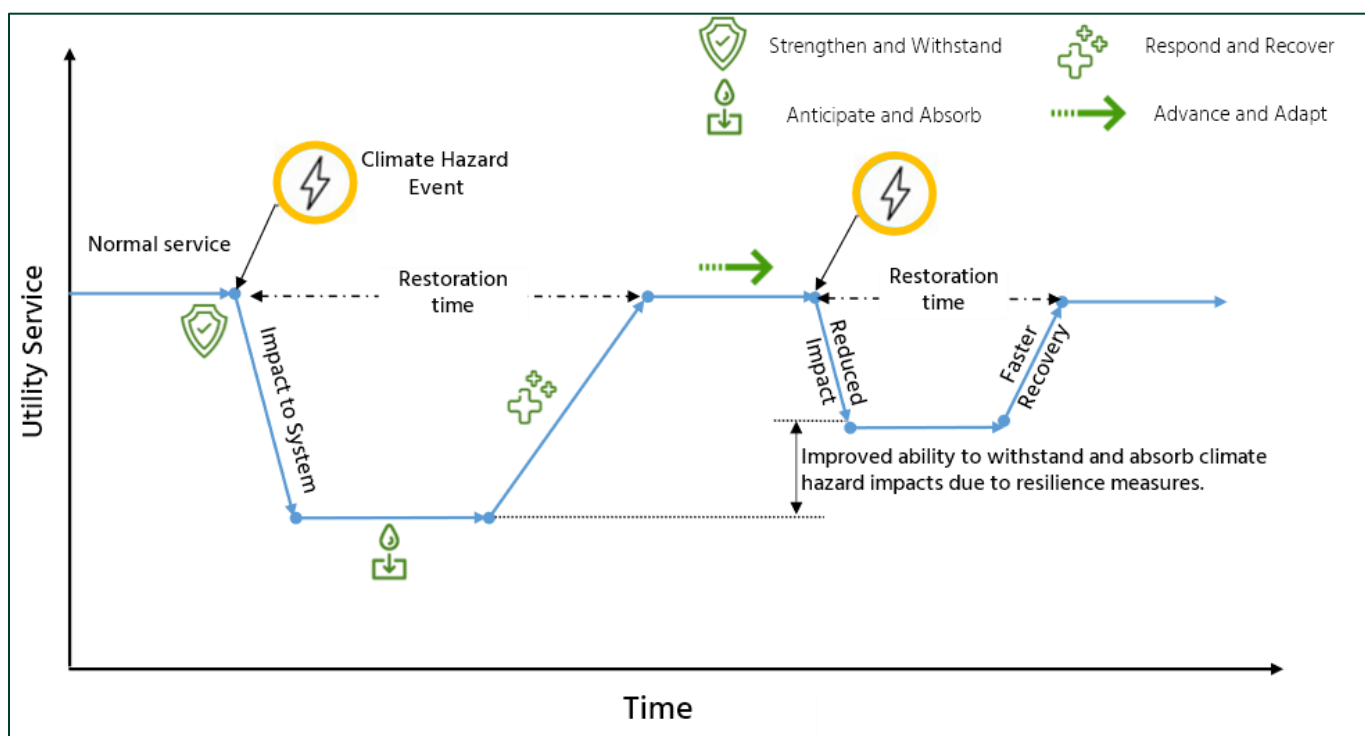 Strengthen and Withstand
Respond and Recover
Anticipate and Absorb
Advance and Adapt
Climate Hazard
Event
Normal service
Restoration
time
Restoration
time
Impact to System
Reduced
Impact
Faster
Recovery
Improved ability to withstand and absorb climate
hazard impacts due to resilience measures.
Utility Service
Time